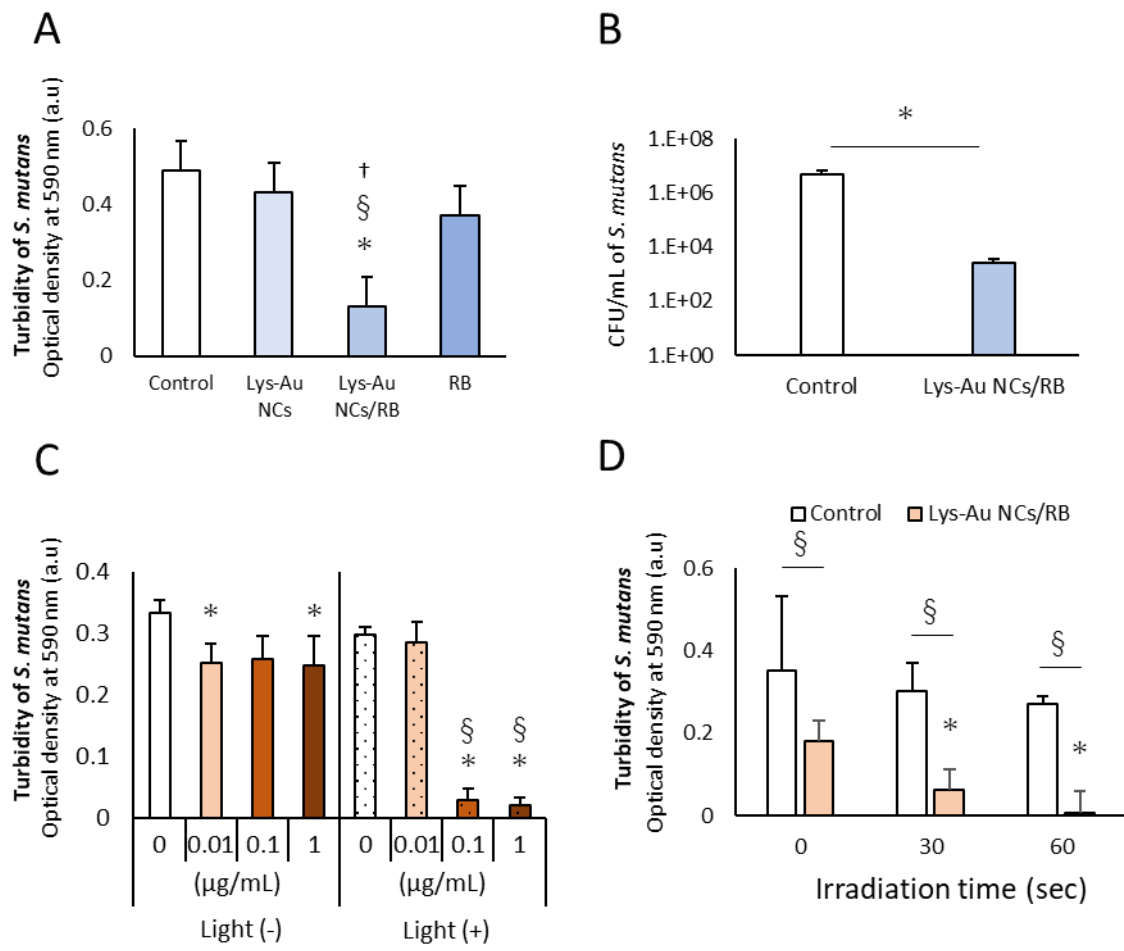 A
Turbidity of S. mutans
Optical density at 590 nm (a.u)
0.6
0.4
0.2
0
†
§
*
Control
Lys-Au
NCs
Lys-Au
NCs/RB
RB
B
CFU/mL of S. mutans
1.E+08
1.E+06
1.E+04
1.E+02
1.E+00
*
Control
Lys-Au NCs/RB
C
Turbidity of S. mutans
Optical density at 590 nm (a.u)
0.4
0.3
0.2
0.1
0
* *
§ §
* *
0 0.01 0.1 1 0 0.01 0.1 1
(μg/mL) (μg/mL)
Light (-) Light (+)
D
Control Lys-Au NCs/RB
Turbidity of S. mutans
Optical density at 590 nm (a.u)
0.6
0.4
0.2
0
§
§
§
*
*
0 30 60
Irradiation time (sec)